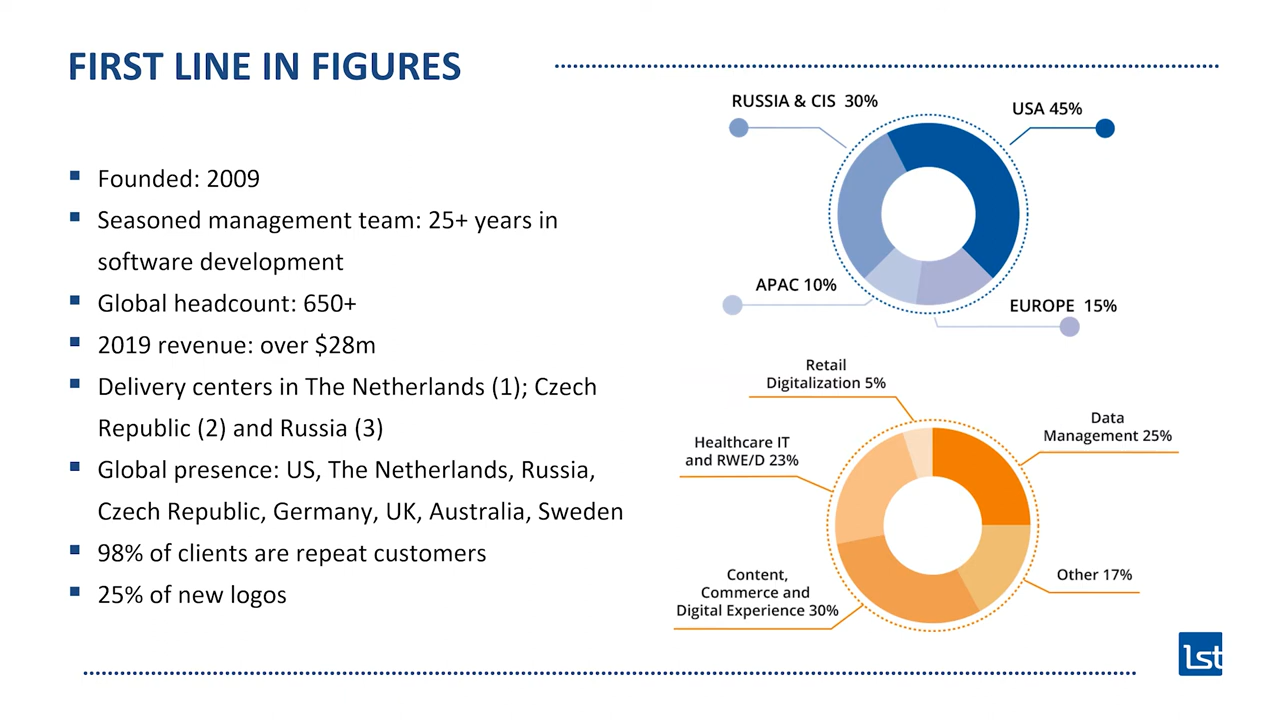 FIRST LINE IN FIGURES
Founded: 2009
Seasoned management team: 25+ years in
software development
Global headcount: 650+
2019 revenue: over $28m
Delivery centers in The Netherlands (1); Czech
Republic (2) and Russia (3)
Global presence: US, The Netherlands, Russia,
Czech Republic, Germany, UK, Australia, Sweden
98% of clients are repeat customers
25% of new logos
RUSSIA & CIS 30%
USA 45%
APAC 10%
EUROPE 15%
Retail
Digitalization 5%
Data
Management 25%
Healthcare IT
and RWE/D 23%
Content,
Commerce and
Digital Experience 30%
Other 17%
1st